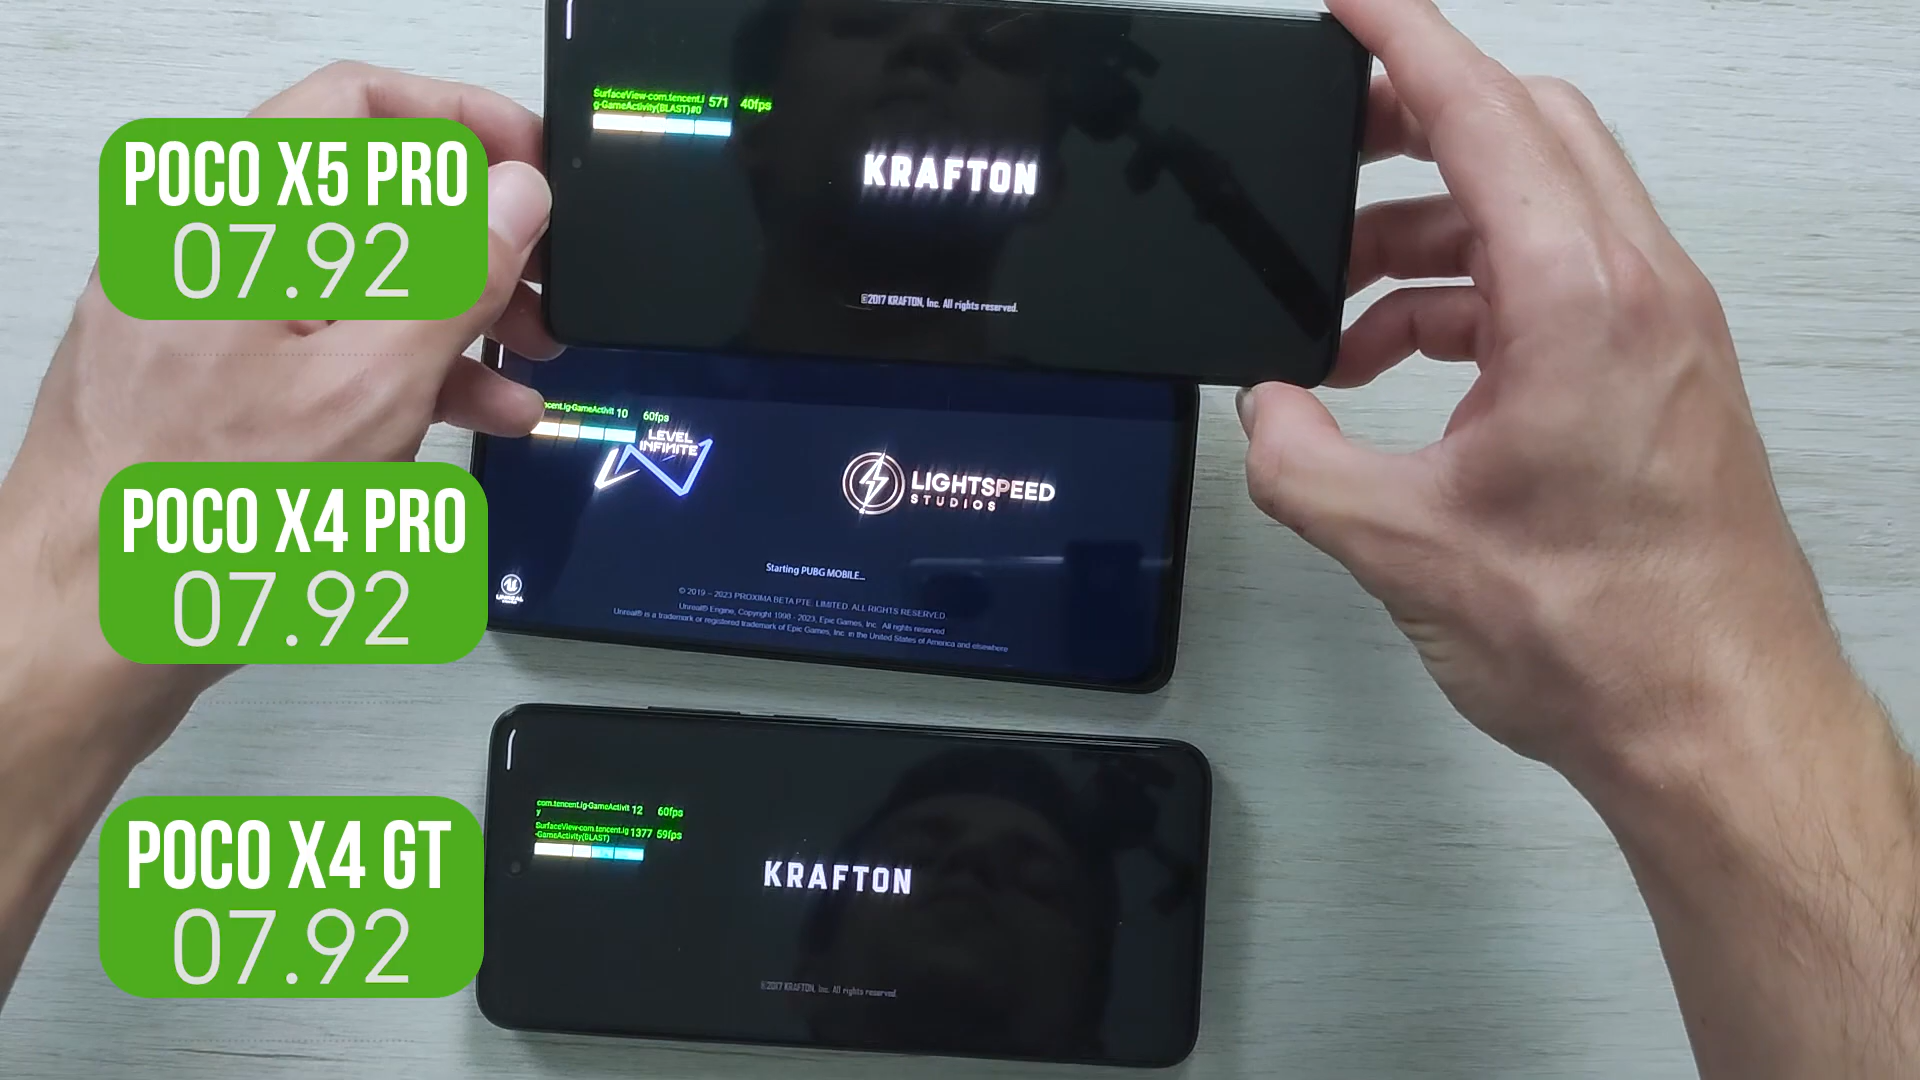 POCO X5 PRO
07.92
SurfaceView-com.tencent.i
g-GameActivity(BLAST)#0 571 40fps
KRAFTON
©2017 KRAFTON, Inc. All rights reserved.
POCO X4 PRO
07.92
ncent.ig-GameActivit 10 60fps
LEVEL
INFINITE
LIGHTSPEED
STUDIOS
Starting PUBG MOBILE...
UNREAL
© 2019 – 2023 PROXIMA BETA PTE. LIMITED. ALL RIGHTS RESERVED.
Unreal® Engine, Copyright 1998 - 2023, Epic Games, Inc. All rights reserved
Unreal® is a trademark or registered trademark of Epic Games, Inc. in the United States of America and elsewhere
POCO X4 GT
07.92
com.tencent.ig-GameActivit 12 60fps
y
SurfaceView-com.tencent.ig 1377 59fps
-GameActivity(BLAST)
KRAFTON
©2017 KRAFTON, Inc. All rights reserved.